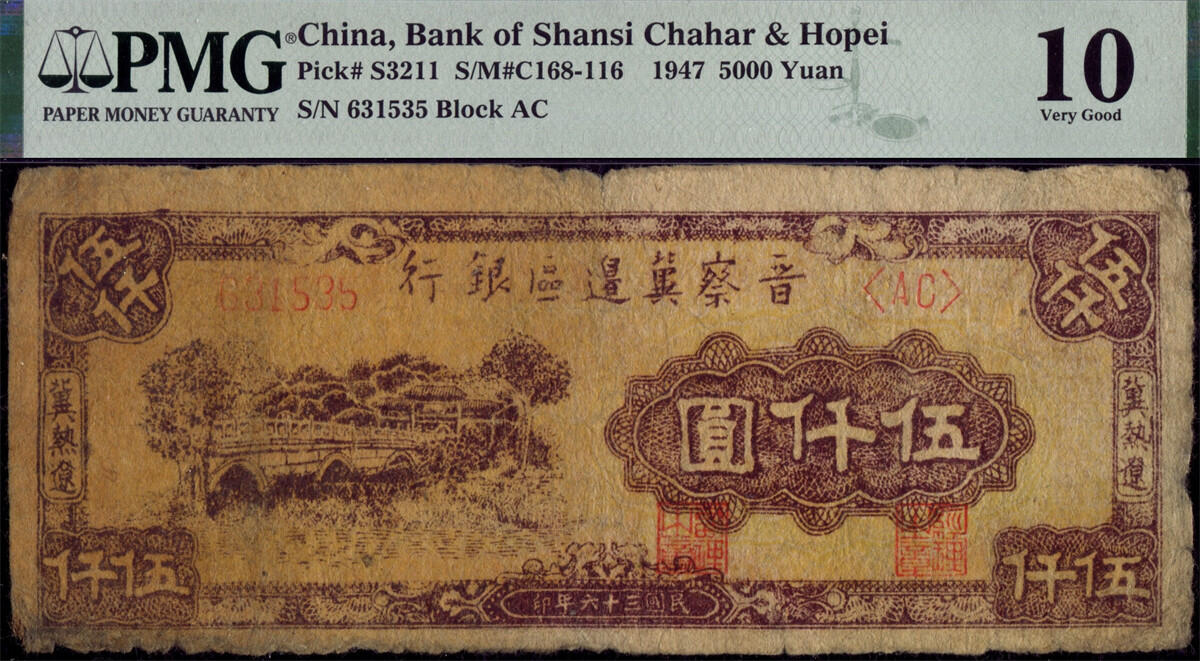 PMG®
PAPER MONEY GUARANTY
China, Bank of Shansi Chahar & Hopei
Pick# S3211 S/M#C168-116 1947 5000 Yuan
S/N 631535 Block AC
10
Very Good
伍仟
伍仟
行銀區邊冀察晉
631535
<AC>
冀熱遼
冀熱遼
圓仟伍
仟伍
仟伍
印年六十三國民